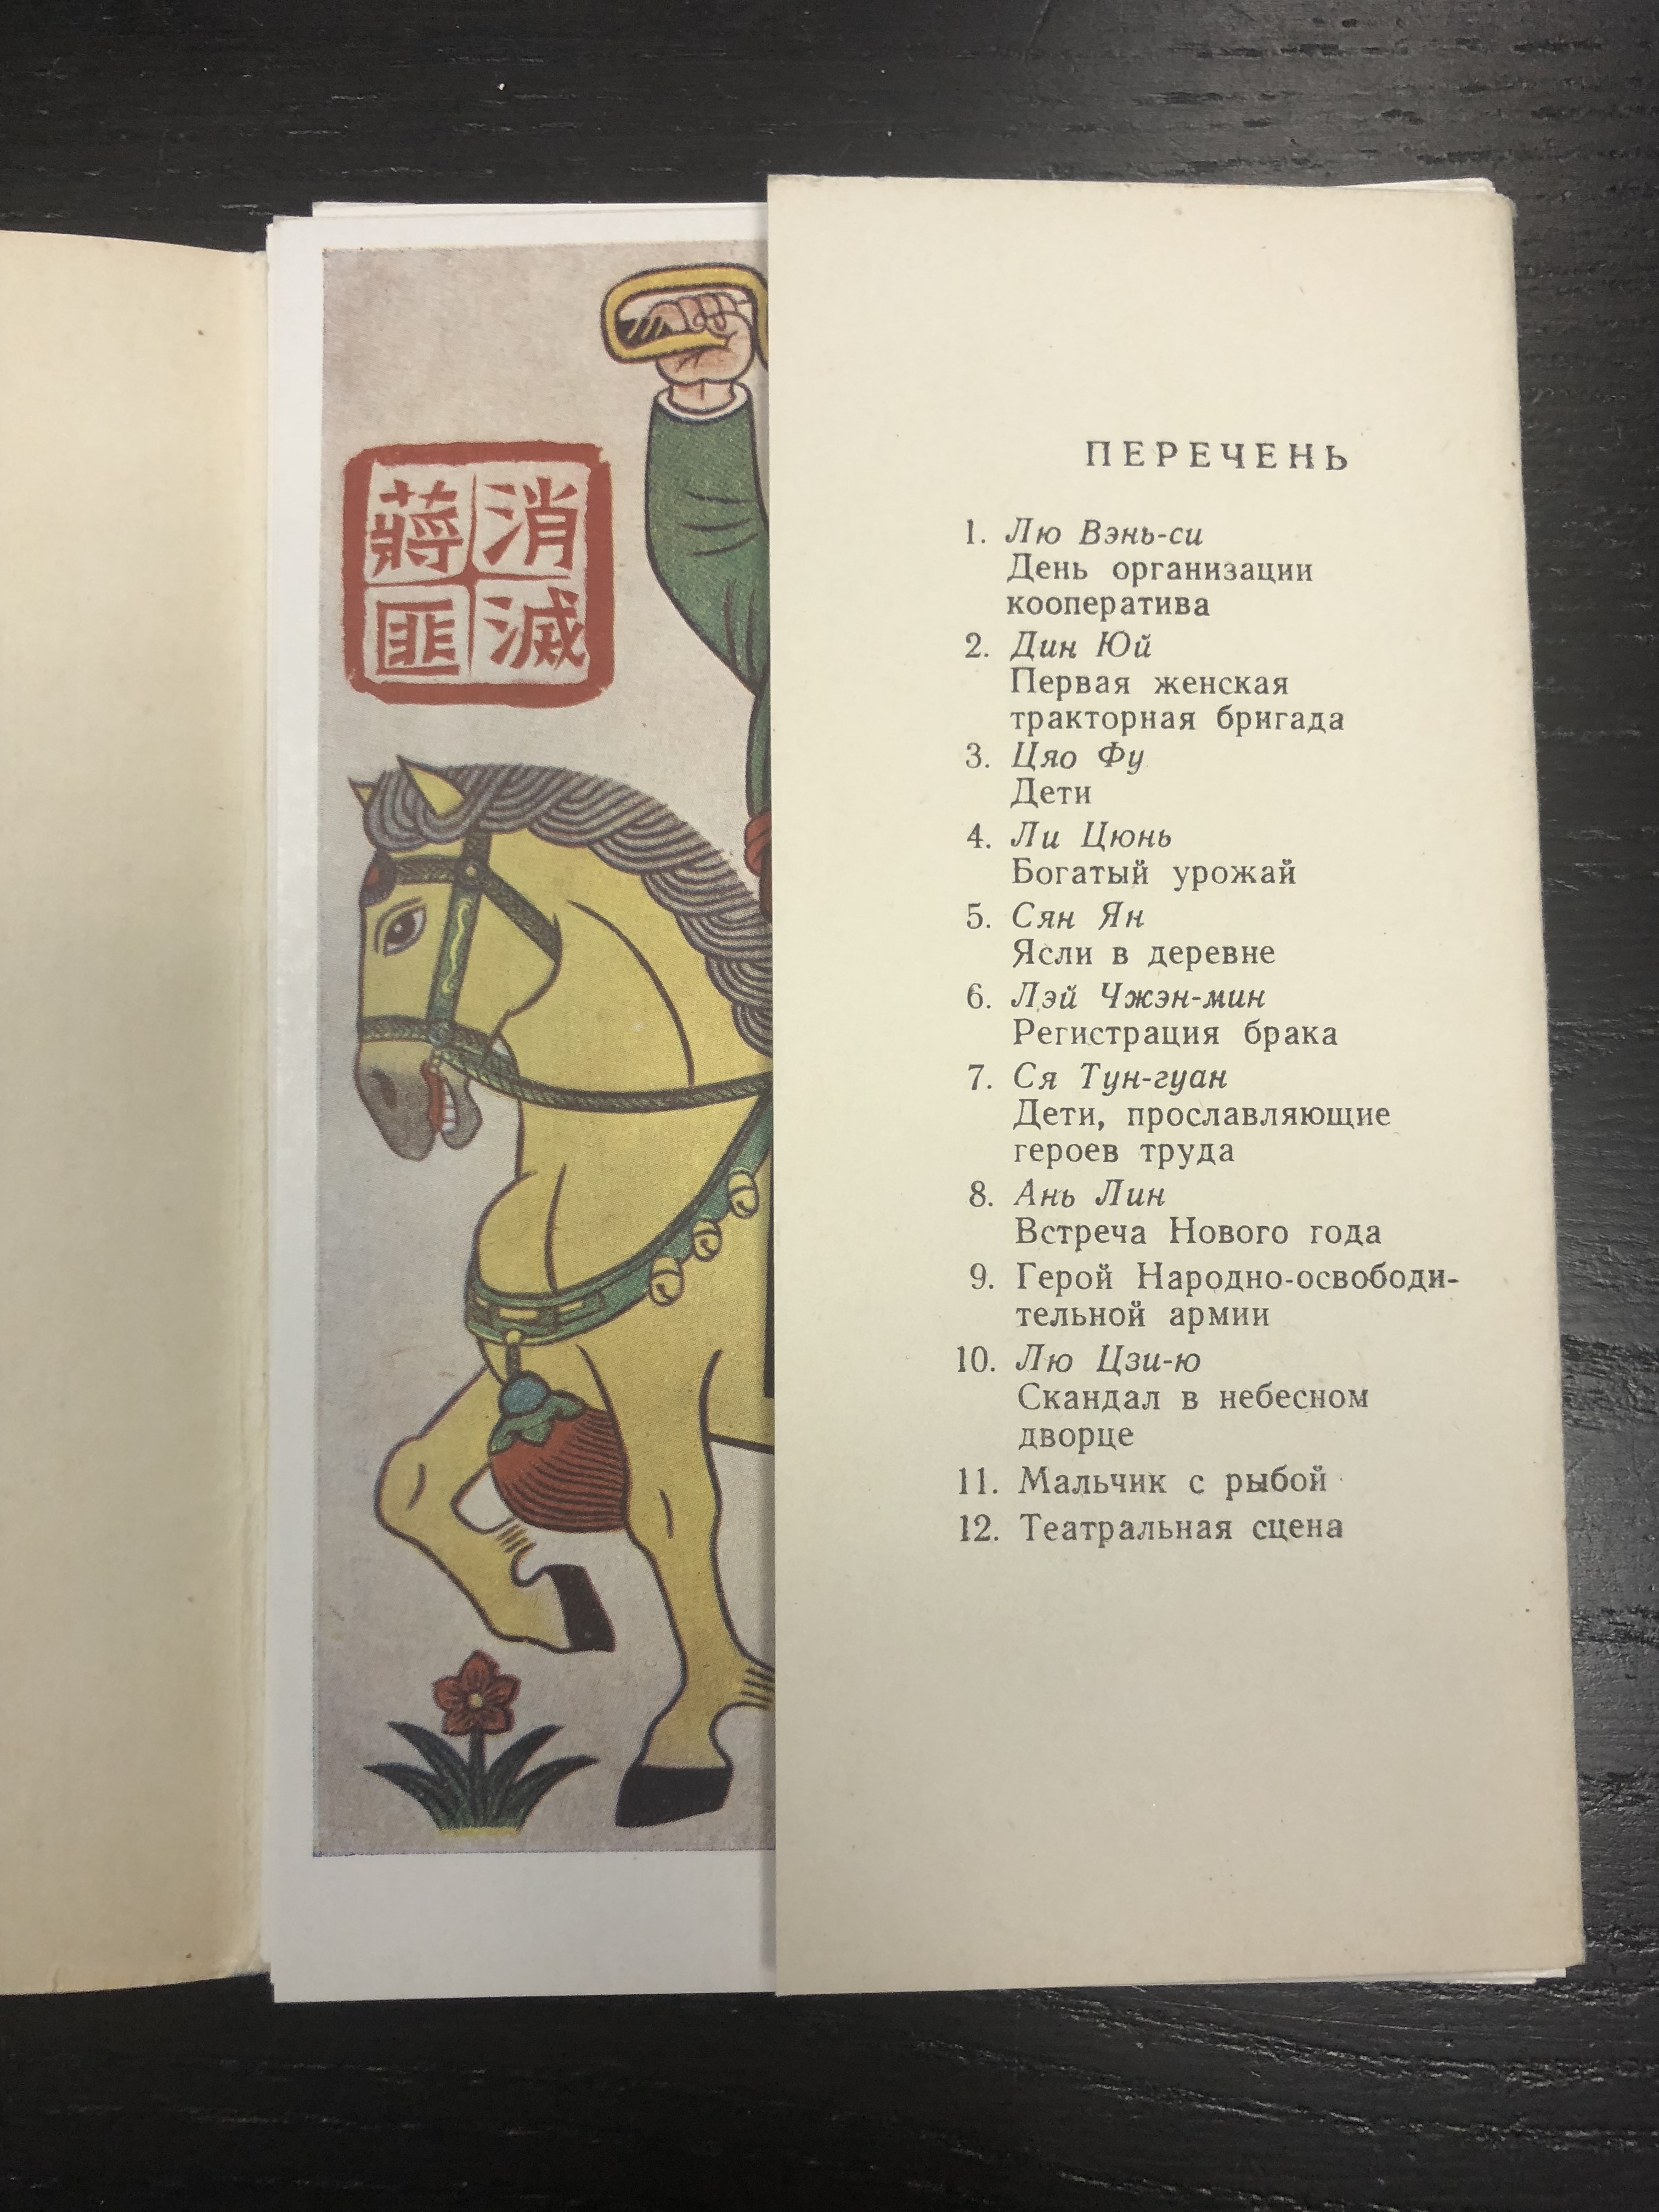 消滅
蔣匪
ПЕРЕЧЕНЬ
1. Лю Вэнь-си
День организации
кооператива
2. Дин Юй
Первая женская
тракторная бригада
3. Цяо Фу
Дети
4. Ли Цюнь
Богатый урожай
5. Сян Ян
Ясли в деревне
6. Лэй Чжэн-мин
Регистрация брака
7. Ся Тун-гуан
Дети, прославляющие
героев труда
8. Ань Лин
Встреча Нового года
9. Герой Народно-освободи-
тельной армии
10. Лю Цзи-ю
Скандал в небесном
дворце
11. Мальчик с рыбой
12. Театральная сцена